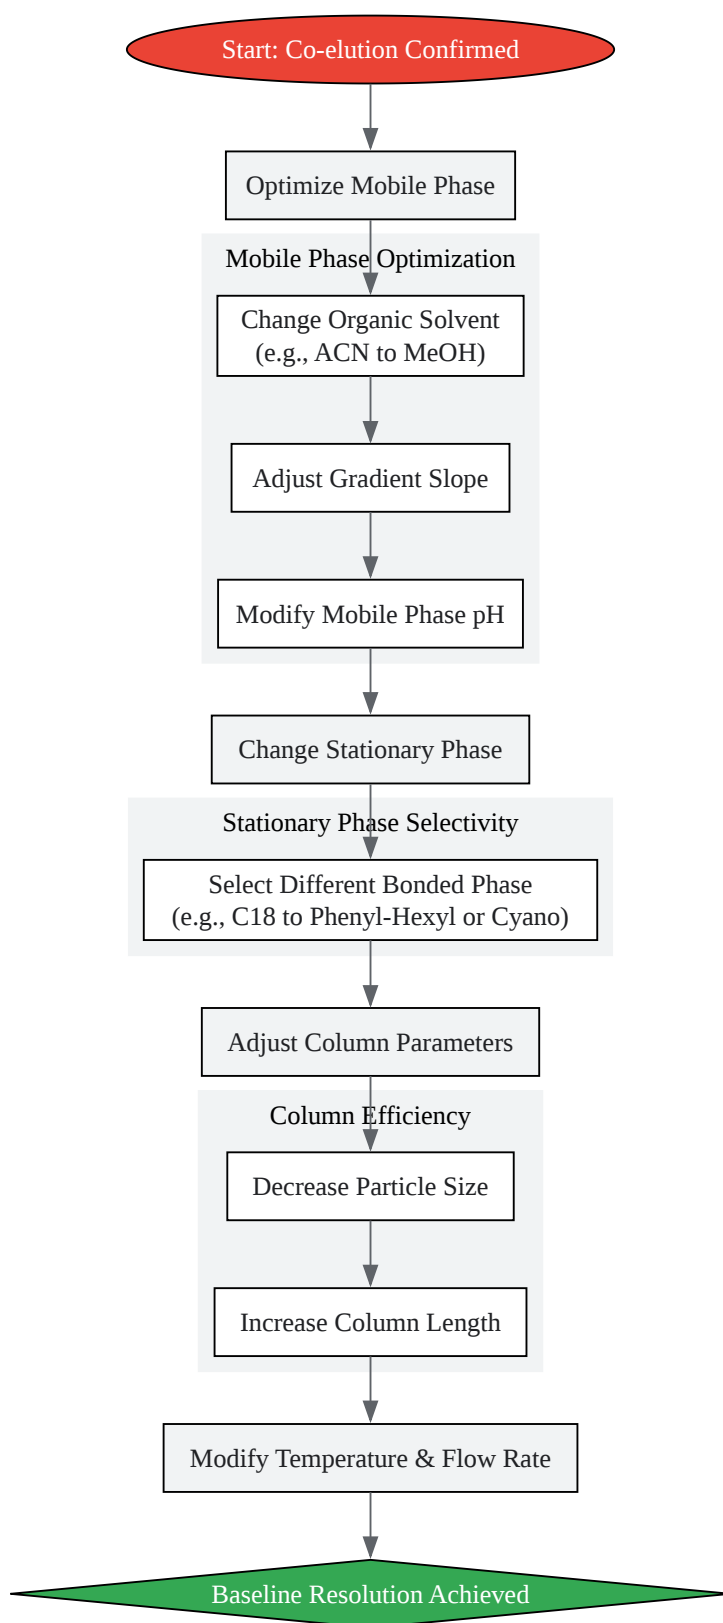 Start: Co-elution Confirmed
Optimize Mobile Phase
Mobile Phase Optimization
Change Organic Solvent
(e.g., ACN to MeOH)
Adjust Gradient Slope
Modify Mobile Phase pH
Change Stationary Phase
Stationary Phase Selectivity
Select Different Bonded Phase
(e.g., C18 to Phenyl-Hexyl or Cyano)
Adjust Column Parameters
Column Efficiency
Decrease Particle Size
Increase Column Length
Modify Temperature & Flow Rate
Baseline Resolution Achieved